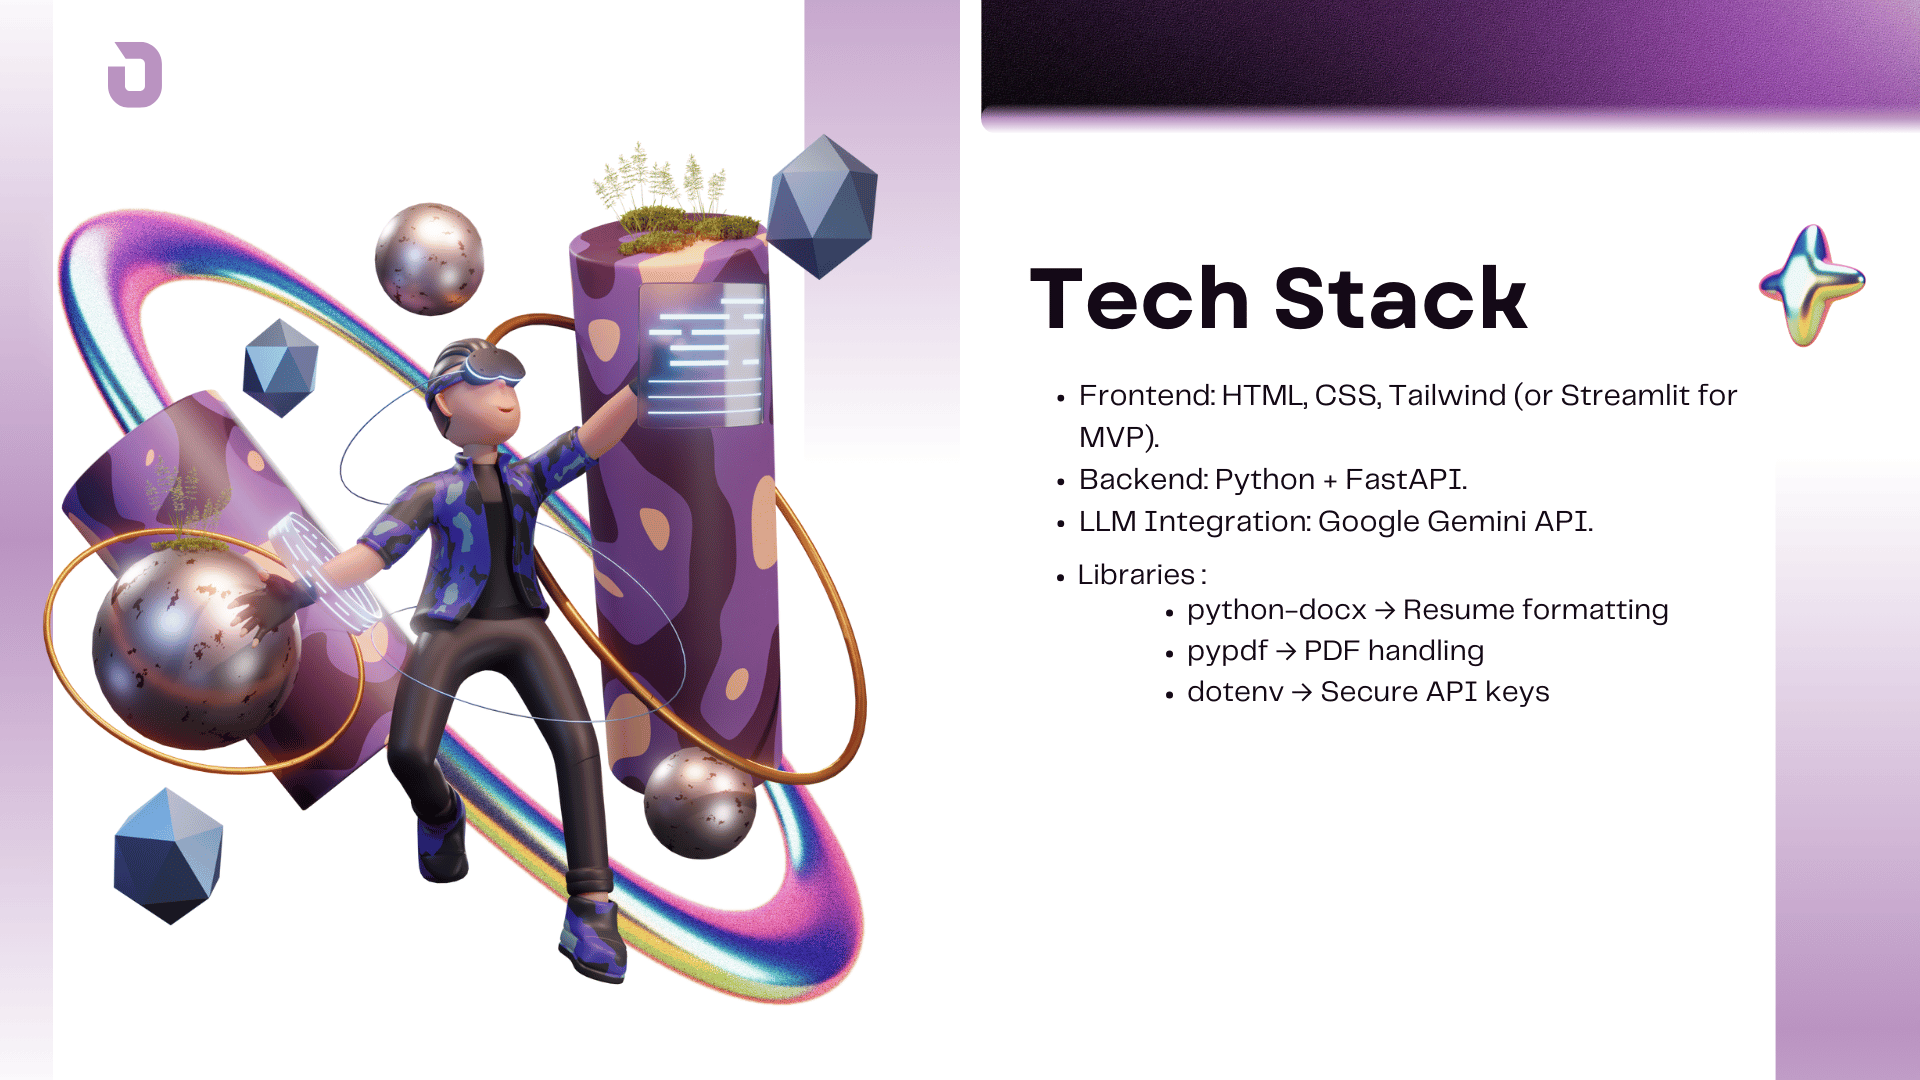 Tech Stack
• Frontend: HTML, CSS, Tailwind (or Streamlit for
MVP).
• Backend: Python + FastAPI.
• LLM Integration: Google Gemini API.
• Libraries :
• python-docx → Resume formatting
• pypdf → PDF handling
• dotenv → Secure API keys